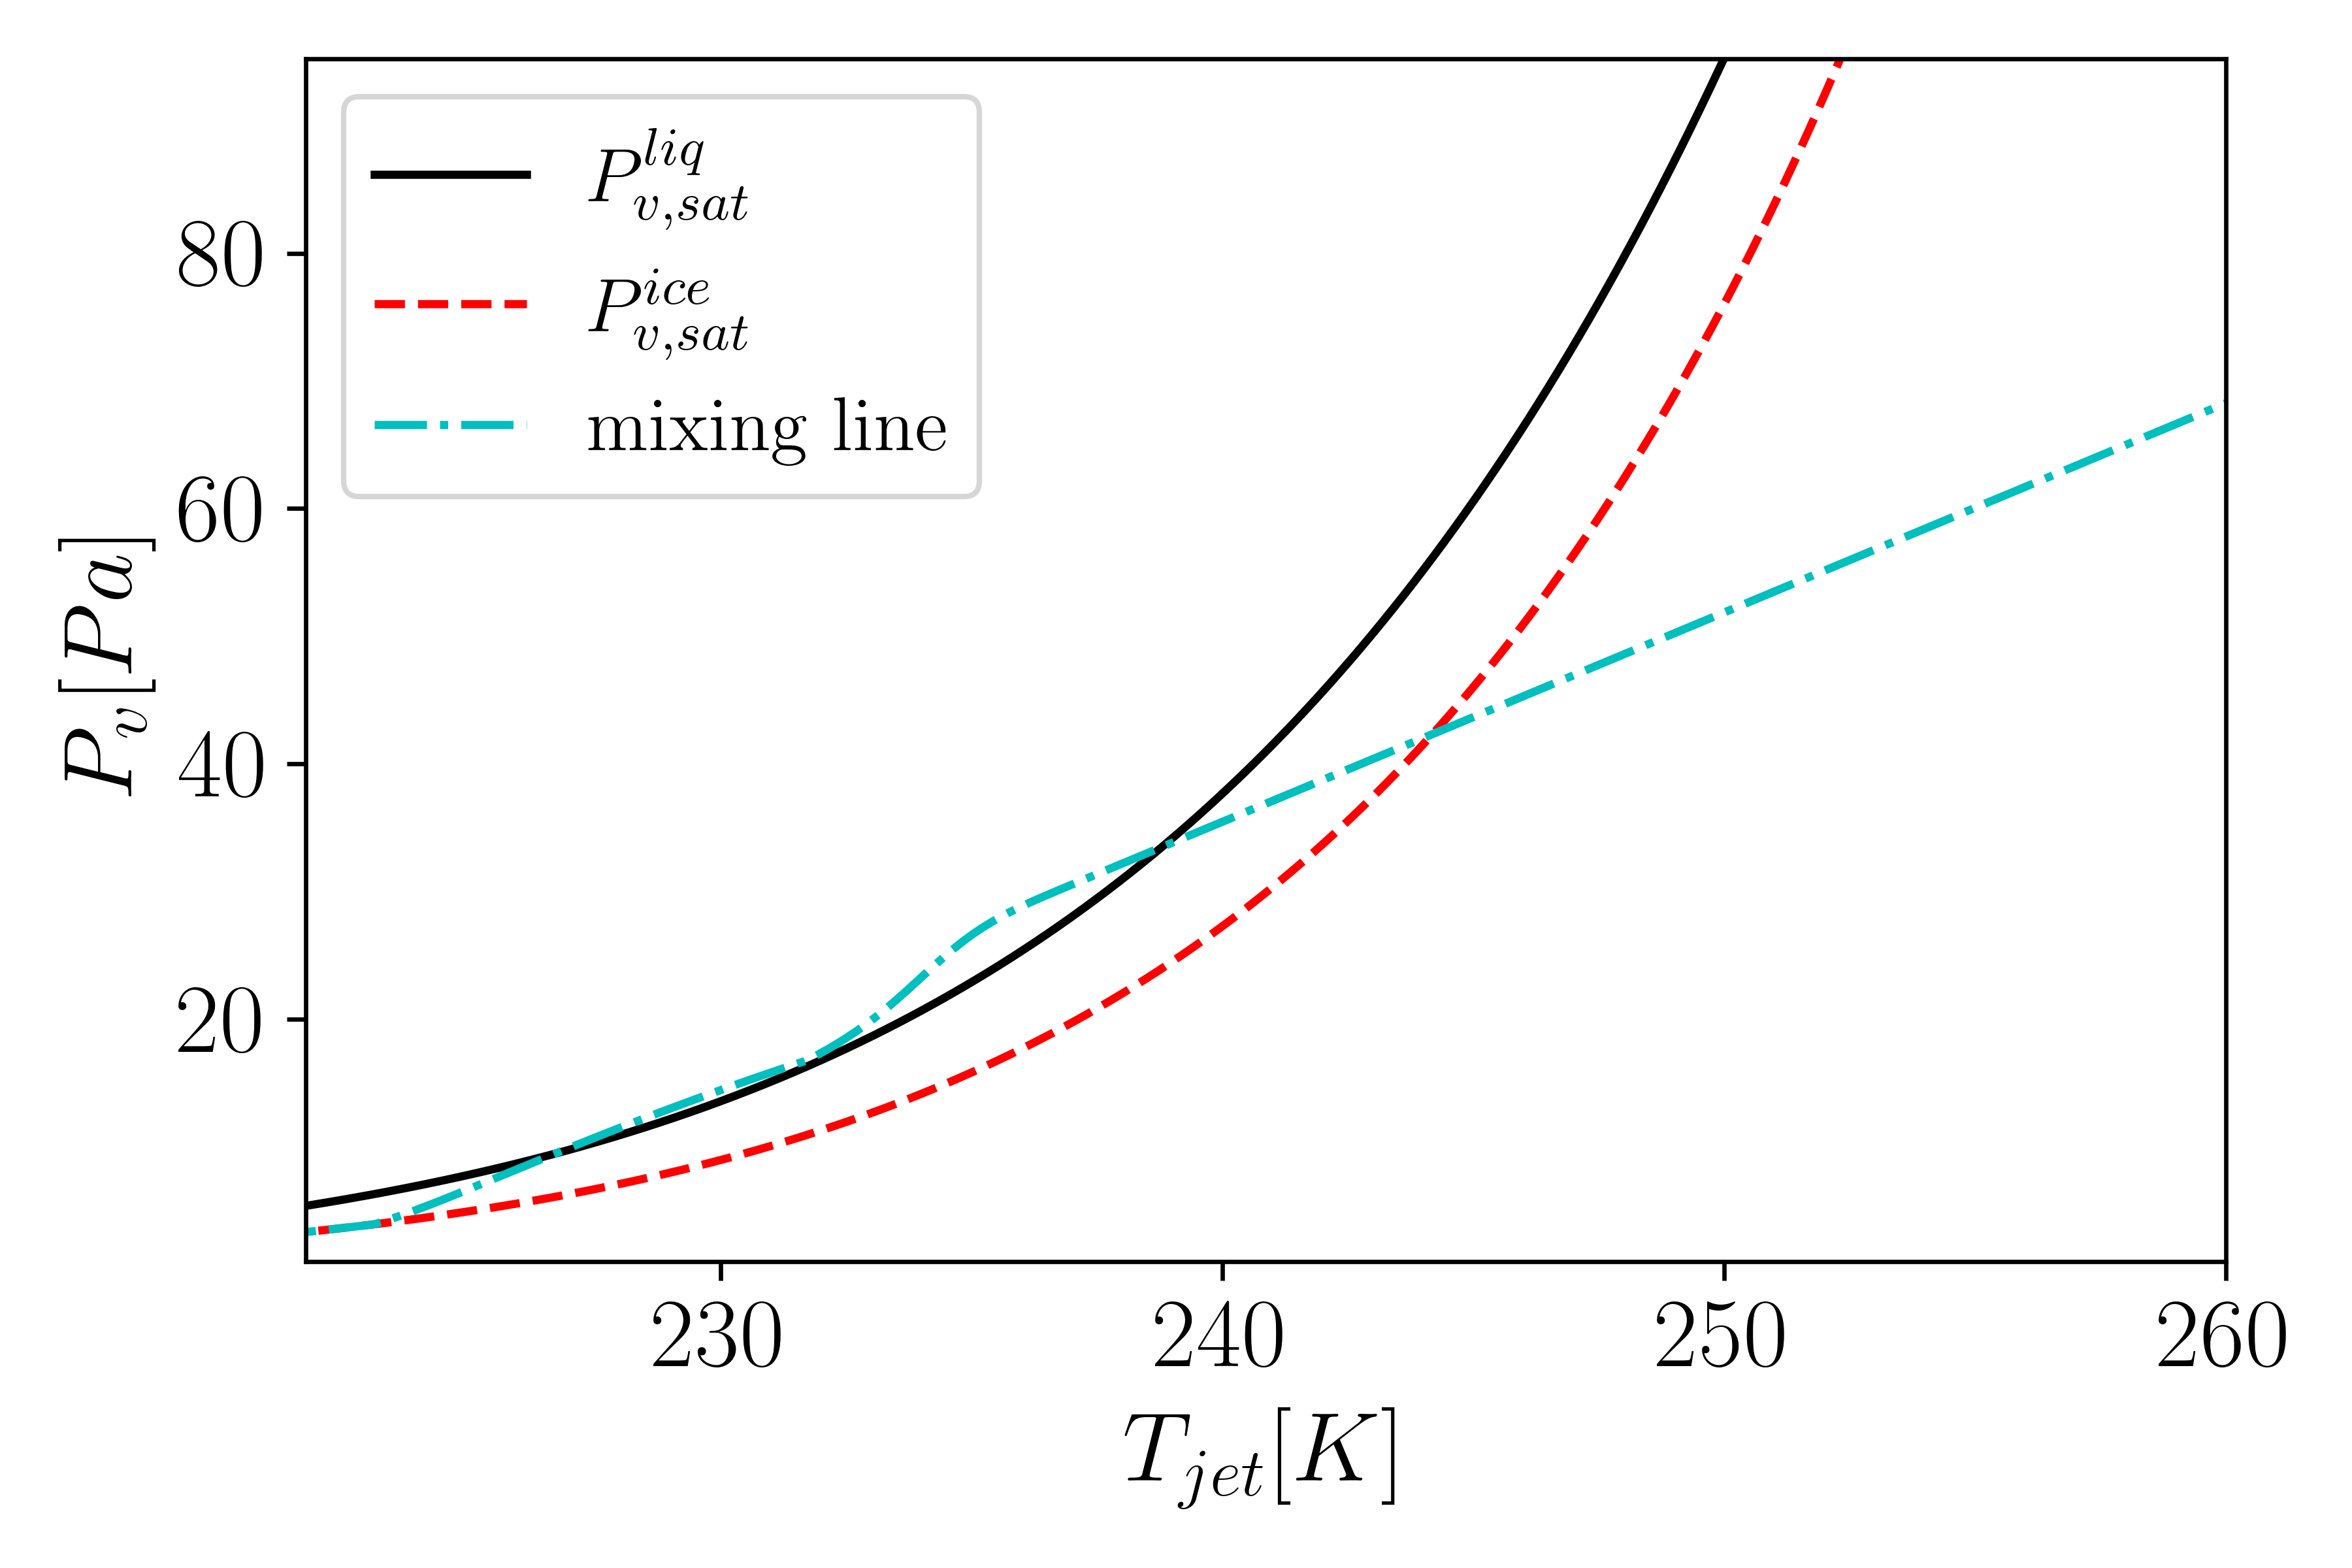 P_{v,sat}^{liq}
P_{v,sat}^{ice}
mixing line
80
60
40
20
P_v[Pa]
230
240
250
260
T_{jet}[K]